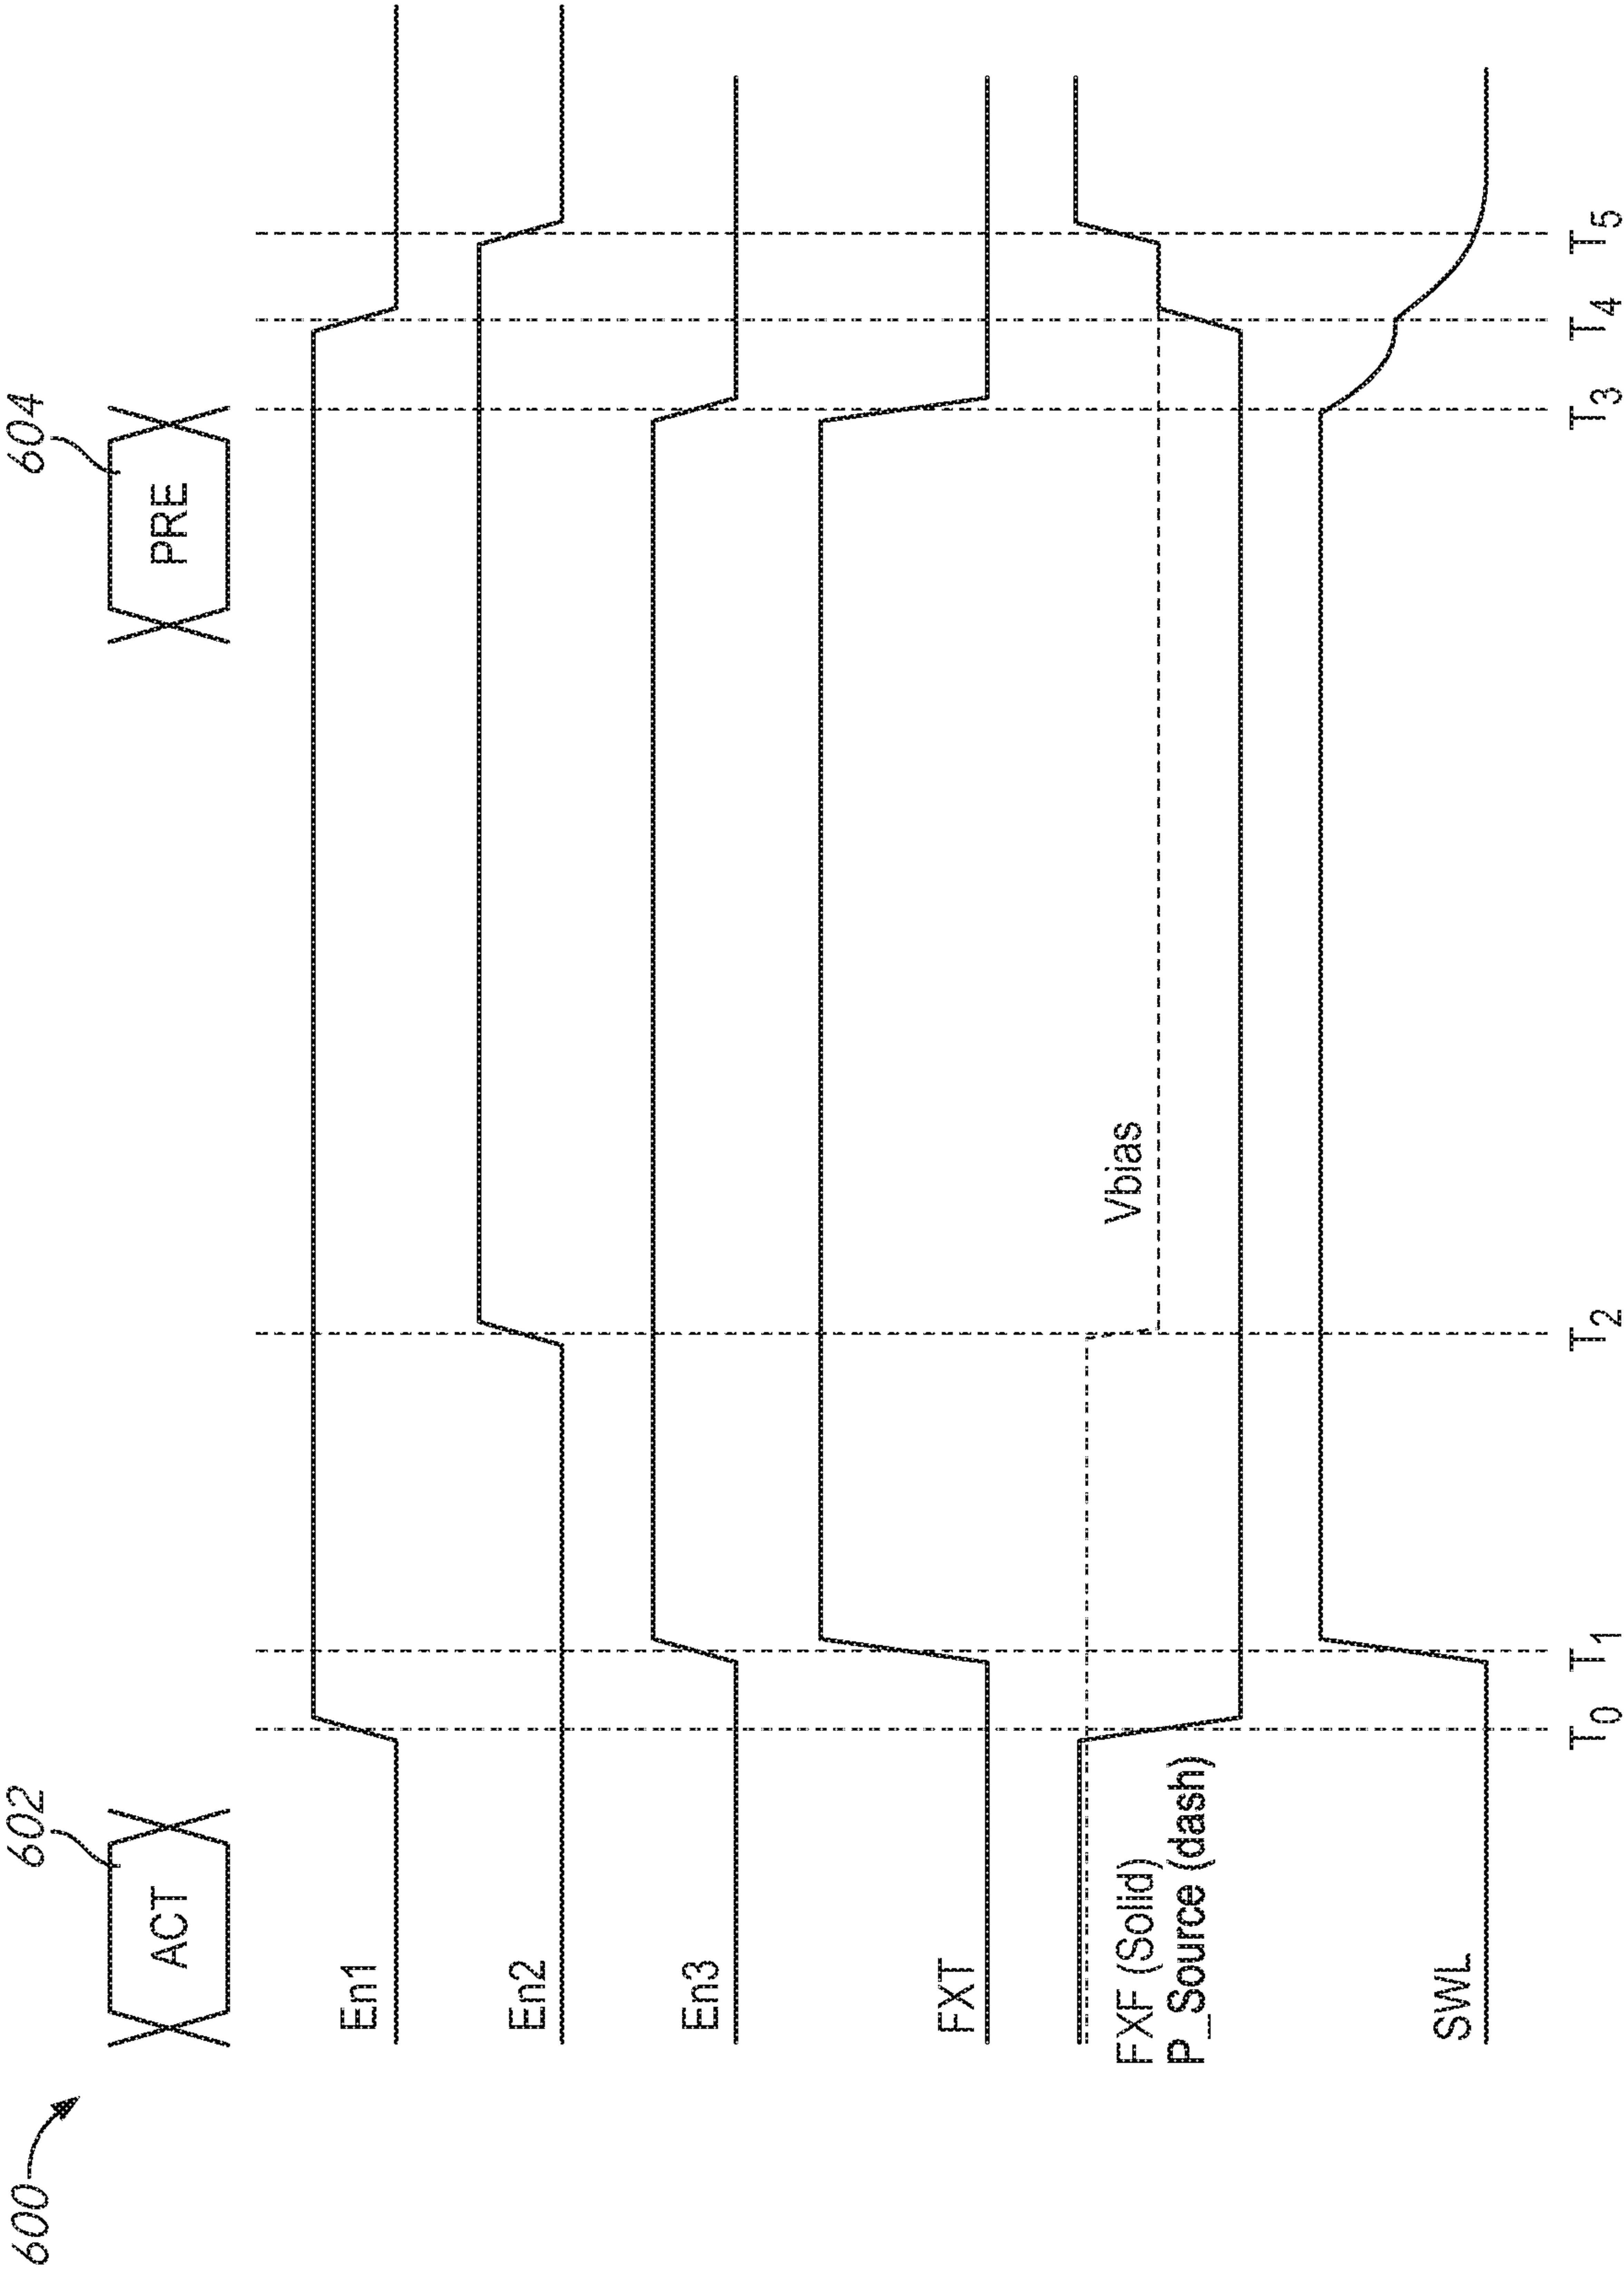 600
602
604
ACT
PRE
En1
En2
En3
FXT
Vbias
FXF (Solid)
P_Source (dash)
SWL
T0 T1 T2 T3 T4 T5